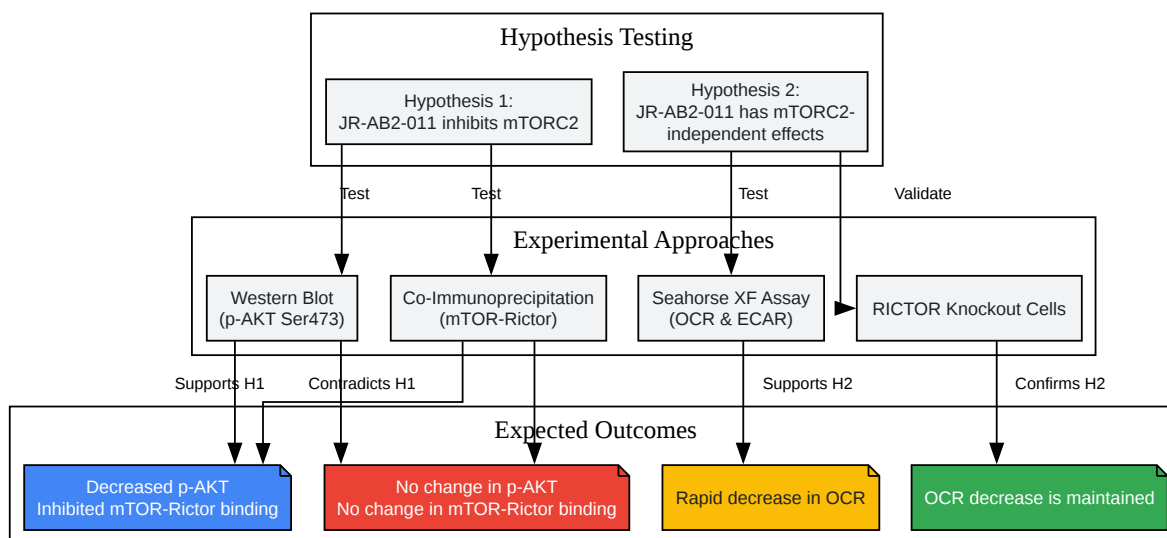 Hypothesis Testing
Hypothesis 1:
JR-AB2-011 inhibits mTORC2
Hypothesis 2:
JR-AB2-011 has mTORC2-
independent effects
Test
Test
Test
Validate
Experimental Approaches
Western Blot
(p-AKT Ser473)
Co-Immunoprecipitation
(mTOR-Rictor)
Seahorse XF Assay
(OCR & ECAR)
RICTOR Knockout Cells
Supports H1
Contradicts H1
Supports H2
Confirms H2
Expected Outcomes
Decreased p-AKT
Inhibited mTOR-Rictor binding
No change in p-AKT
No change in mTOR-Rictor binding
Rapid decrease in OCR
OCR decrease is maintained